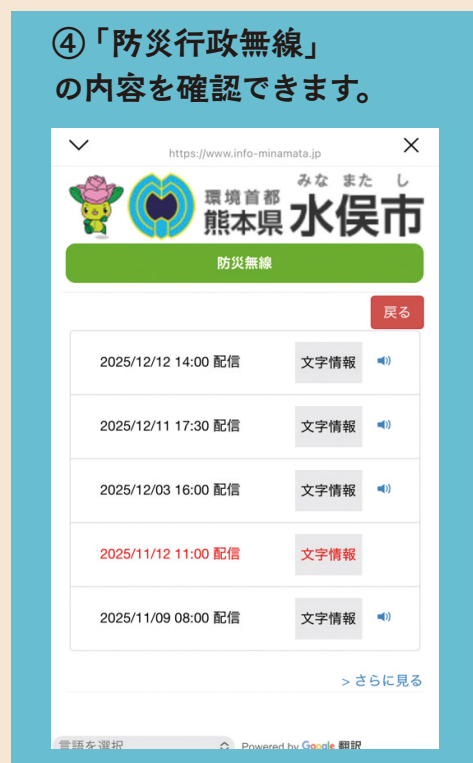 ④「防災行政無線」
の内容を確認できます。
https://www.info-minamata.jp
環境首都
熊本県
みなまたし
水俣市
防災無線
戻る
2025/12/12 14:00 配信 文字情報
2025/12/11 17:30 配信 文字情報
2025/12/03 16:00 配信 文字情報
2025/11/12 11:00 配信 文字情報
2025/11/09 08:00 配信 文字情報
> さらに見る
言語を選択 Powered by Google 翻訳